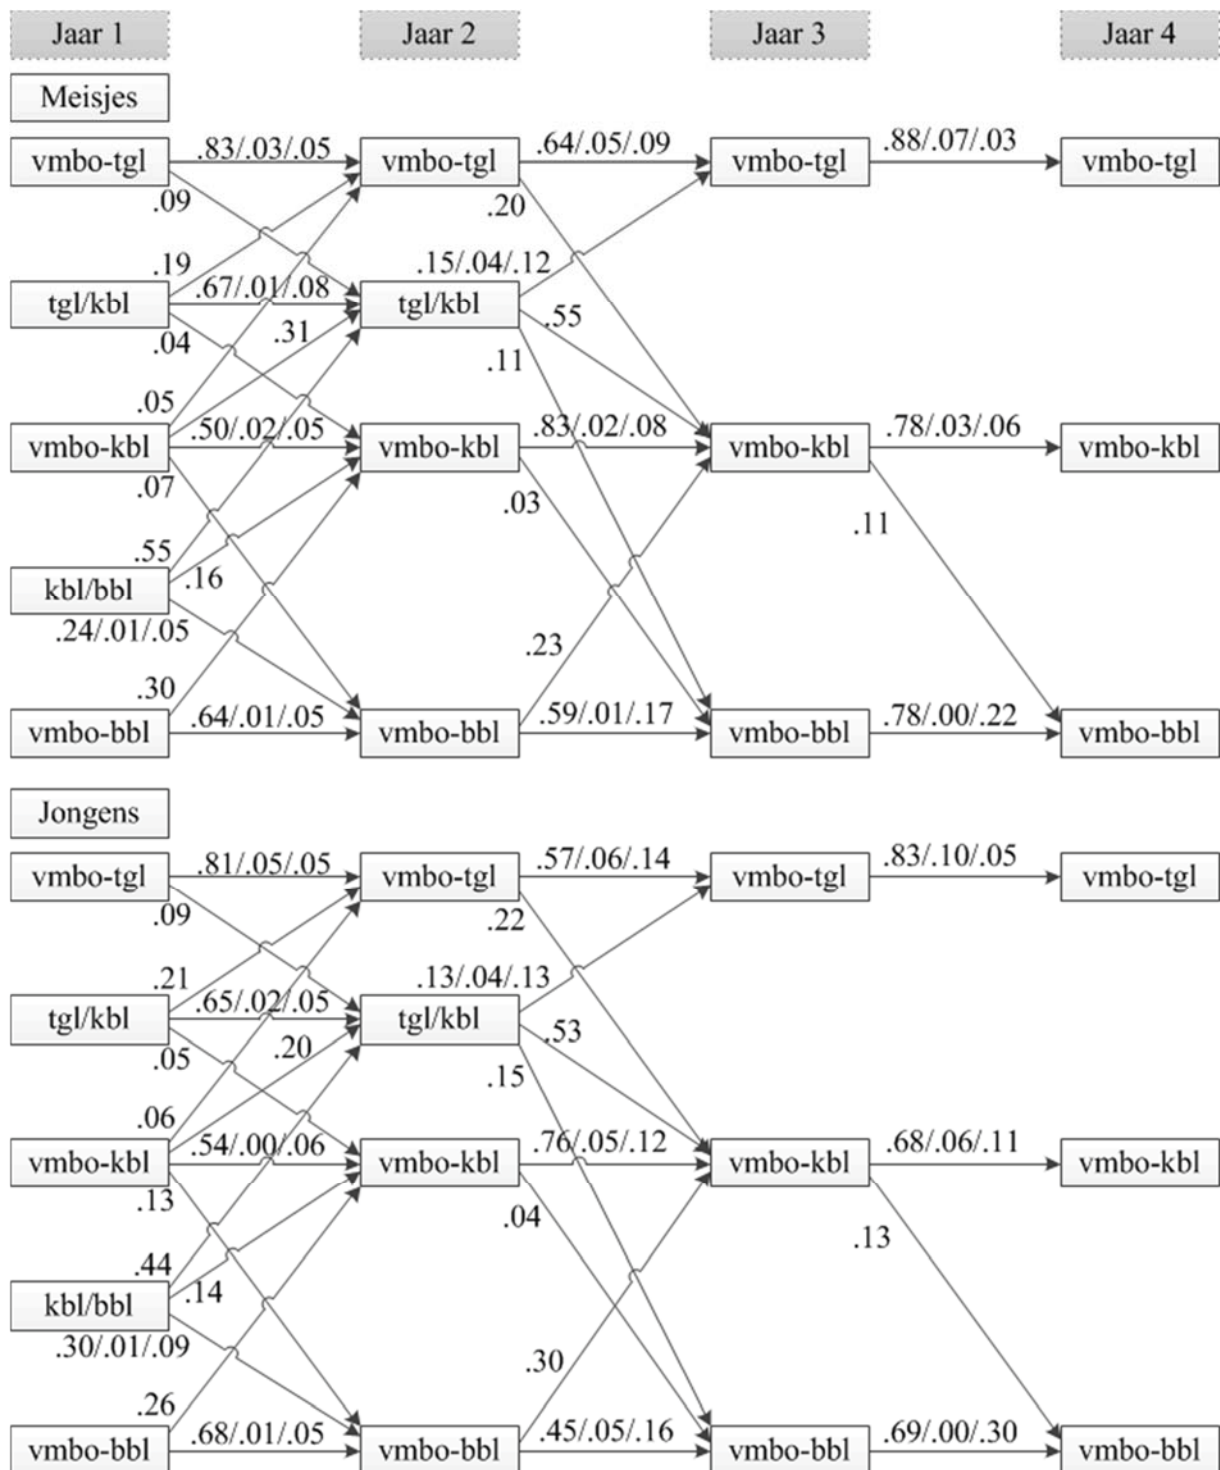 Jaar 1 Jaar 2 Jaar 3 Jaar 4
Meisjes
vmbo-tgl .83/.03/.05 vmbo-tgl .64/.05/.09 vmbo-tgl .88/.07/.03 vmbo-tgl
.09 .20
.19 .15/.04/.12
tgl/kbl .67/.01/.08 tgl/kbl .55
.04 .31 .11
.05
vmbo-kbl .50/.02/.05 vmbo-kbl .83/.02/.08 vmbo-kbl .78/.03/.06 vmbo-kbl
.07 .03 .11
.55
kbl/bbl .16
.24/.01/.05 .23
.30
vmbo-bbl .64/.01/.05 vmbo-bbl .59/.01/.17 vmbo-bbl .78/.00/.22 vmbo-bbl
Jongens
vmbo-tgl .81/.05/.05 vmbo-tgl .57/.06/.14 vmbo-tgl .83/.10/.05 vmbo-tgl
.09 .22
.21 .13/.04/.13
tgl/kbl .65/.02/.05 tgl/kbl .53
.05 .20 .15
.06
vmbo-kbl .54/.00/.06 vmbo-kbl .76/.05/.12 vmbo-kbl .68/.06/.11 vmbo-kbl
.13 .04 .13
.44
kbl/bbl .14
.30/.01/.09 .30
.26
vmbo-bbl .68/.01/.05 vmbo-bbl .45/.05/.16 vmbo-bbl .69/.00/.30 vmbo-bbl